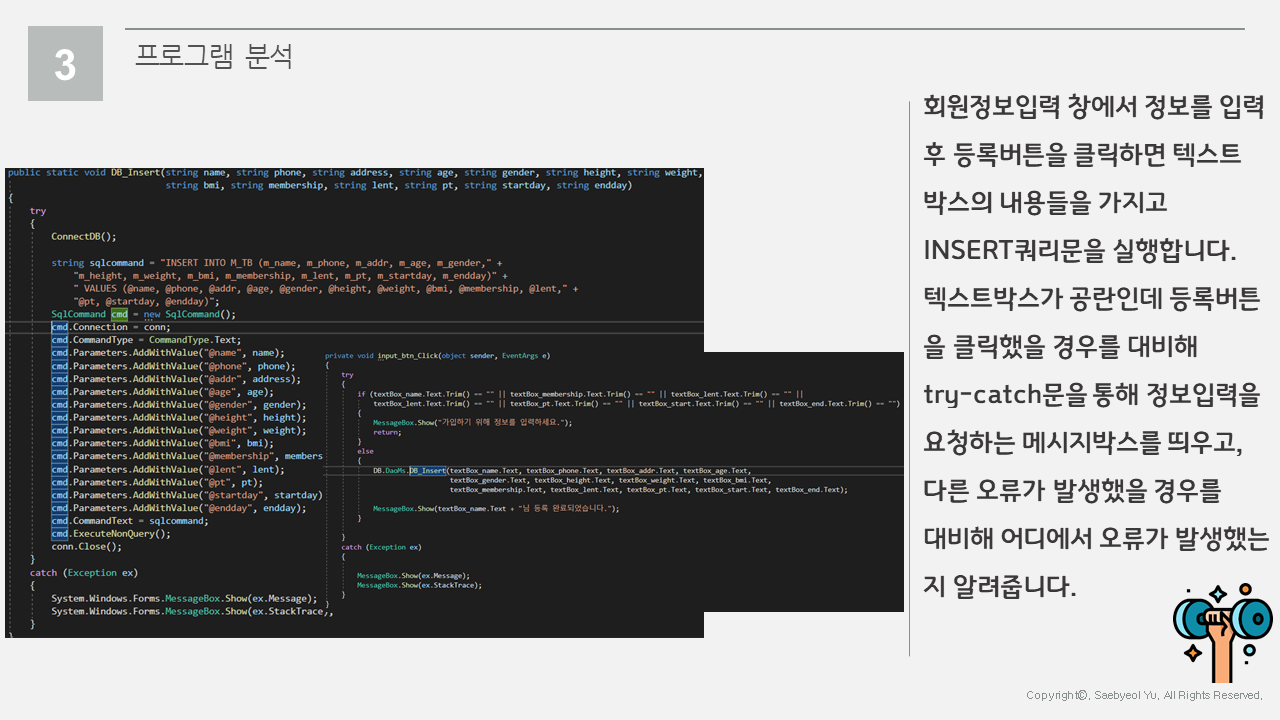 3
프로그램 분석
public static void DB_Insert(string name, string phone, string address, string age, string gender, string height, string weight,
string bmi, string membership, string lent, string pt, string startday, string endday)
{
try
{
ConnectDB();
string sqlcommand = "INSERT INTO M_TB (m_name, m_phone, m_addr, m_age, m_gender," +
"m_height, m_weight, m_bmi, m_membership, m_lent, m_pt, m_startday, m_endday)" +
" VALUES (@name, @phone, @addr, @age, @gender, @height, @weight, @bmi, @membership, @lent," +
"@pt, @startday, @endday)";
SqlCommand cmd = new SqlCommand();
cmd.Connection = conn;
cmd.CommandType = CommandType.Text;
cmd.Parameters.AddWithValue("@name", name);
cmd.Parameters.AddWithValue("@phone", phone);
cmd.Parameters.AddWithValue("@addr", address);
cmd.Parameters.AddWithValue("@age", age);
cmd.Parameters.AddWithValue("@gender", gender);
cmd.Parameters.AddWithValue("@height", height);
cmd.Parameters.AddWithValue("@weight", weight);
cmd.Parameters.AddWithValue("@bmi", bmi);
cmd.Parameters.AddWithValue("@membership", members
cmd.Parameters.AddWithValue("@lent", lent);
cmd.Parameters.AddWithValue("@pt", pt);
cmd.Parameters.AddWithValue("@startday", startday)
cmd.Parameters.AddWithValue("@endday", endday);
cmd.CommandText = sqlcommand;
cmd.ExecuteNonQuery();
conn.Close();
}
catch (Exception ex)
{
System.Windows.Forms.MessageBox.Show(ex.Message);
System.Windows.Forms.MessageBox.Show(ex.StackTrace,,
}
}
private void input_btn_Click(object sender, EventArgs e)
{
try
{
if (textBox_name.Text.Trim() == "" || textBox_membership.Text.Trim() == "" || textBox_lent.Text.Trim() == "" ||
textBox_lent.Text.Trim() == "" || textBox_pt.Text.Trim() == "" || textBox_start.Text.Trim() == "" || textBox_end.Text.Trim() == "")
{
MessageBox.Show("가입하기 위해 정보를 입력하세요.");
return;
}
else
{
DB.DaoMs.DB_Insert(textBox_name.Text, textBox_phone.Text, textBox_addr.Text, textBox_age.Text,
textBox_gender.Text, textBox_height.Text, textBox_weight.Text, textBox_bmi.Text,
textBox_membership.Text, textBox_lent.Text, textBox_pt.Text, textBox_start.Text, textBox_end.Text);
MessageBox.Show(textBox_name.Text + "님 등록 완료되었습니다.");
}
}
catch (Exception ex)
{
MessageBox.Show(ex.Message);
MessageBox.Show(ex.StackTrace);
}
}
회원정보입력 창에서 정보를 입력
후 등록버튼을 클릭하면 텍스트
박스의 내용들을 가지고
INSERT쿼리문을 실행합니다.
텍스트박스가 공란인데 등록버튼
을 클릭했을 경우를 대비해
try-catch문을 통해 정보입력을
요청하는 메시지박스를 띄우고,
다른 오류가 발생했을 경우를
대비해 어디에서 오류가 발생했는
지 알려줍니다.
Copyright©. Saebyeol Yu. All Rights Reserved.